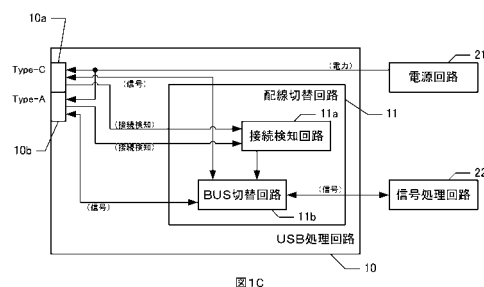 10a
Type-C
(電力)
21
電源回路
(信号)
Type-A
配線切替回路
11
11a
(接続検知)
接続検知回路
10b
(接続検知)
22
BUS切替回路
(信号)
信号処理回路
(信号)
11b
USB処理回路
10
図1C